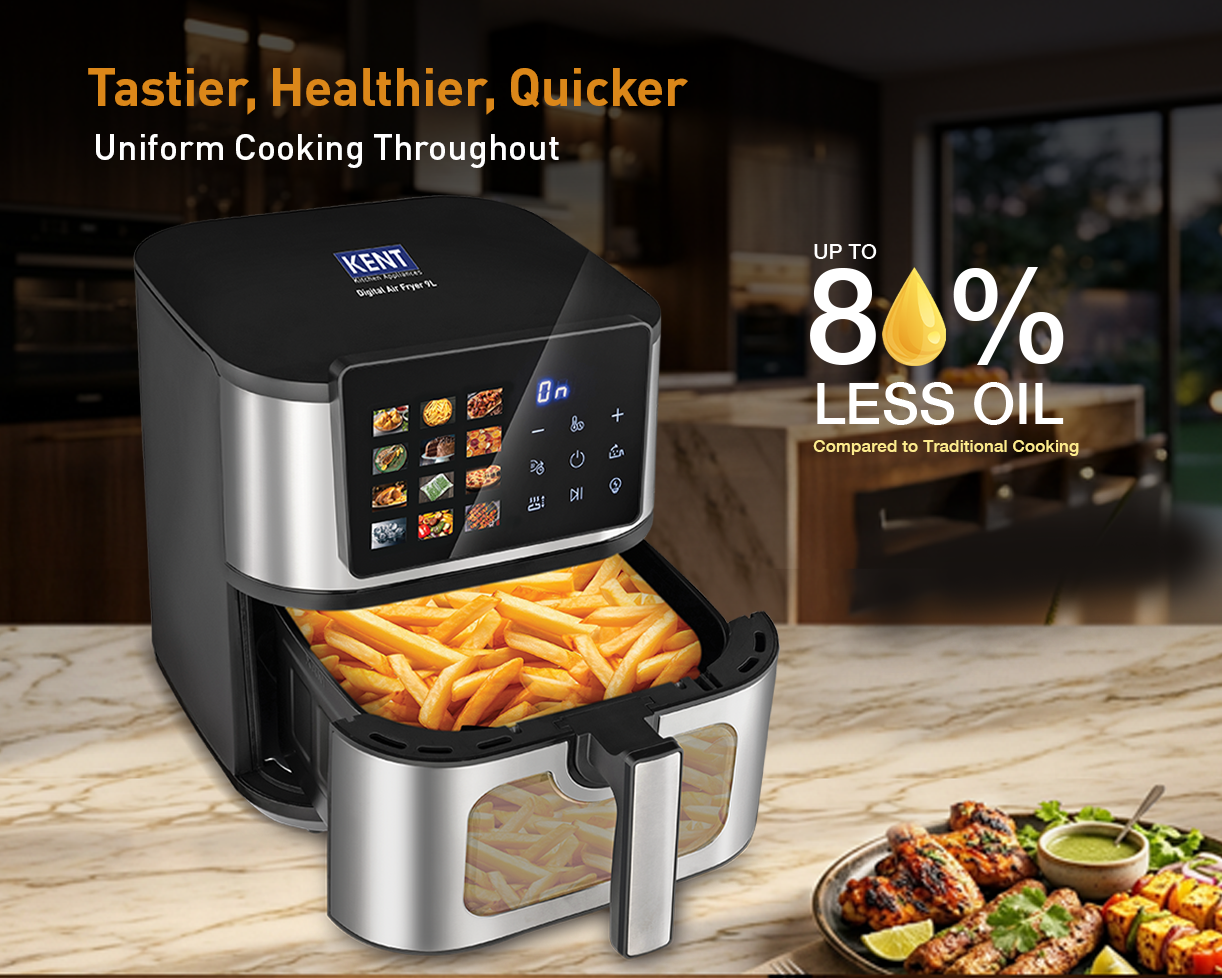 Tastier, Healthier, Quicker
Uniform Cooking Throughout
KENT
Kitchen Appliances
Digital Air Fryer 9L
On
UP TO
80%
LESS OIL
Compared to Traditional Cooking